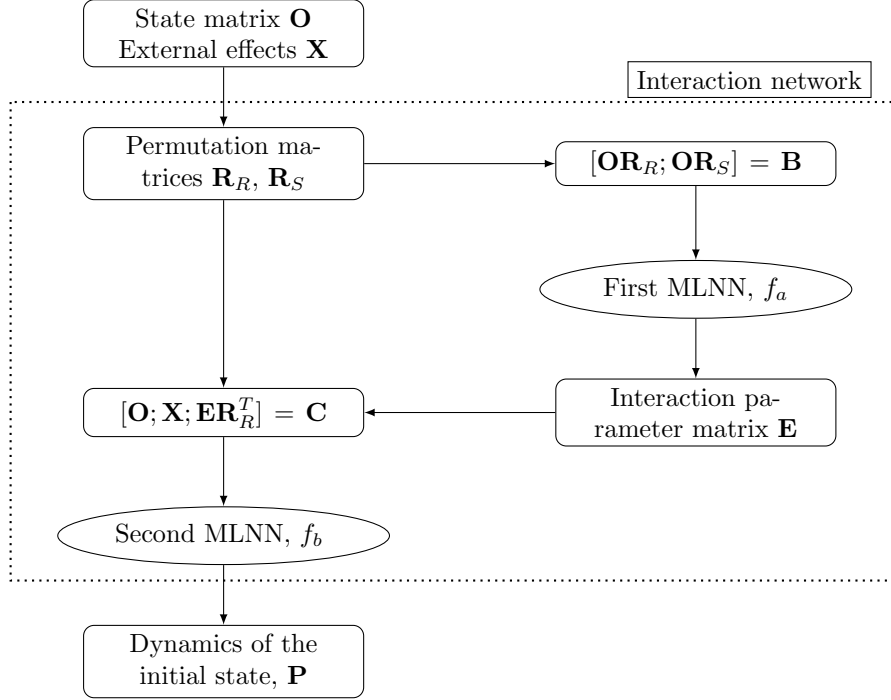 State matrix O
External effects X
Interaction network
Permutation ma-
trices R_R, R_S
[OR_R; OR_S] = B
First MLNN, f_a
[O; X; ER_R^T] = C
Interaction pa-
rameter matrix E
Second MLNN, f_b
Dynamics of the
initial state, P